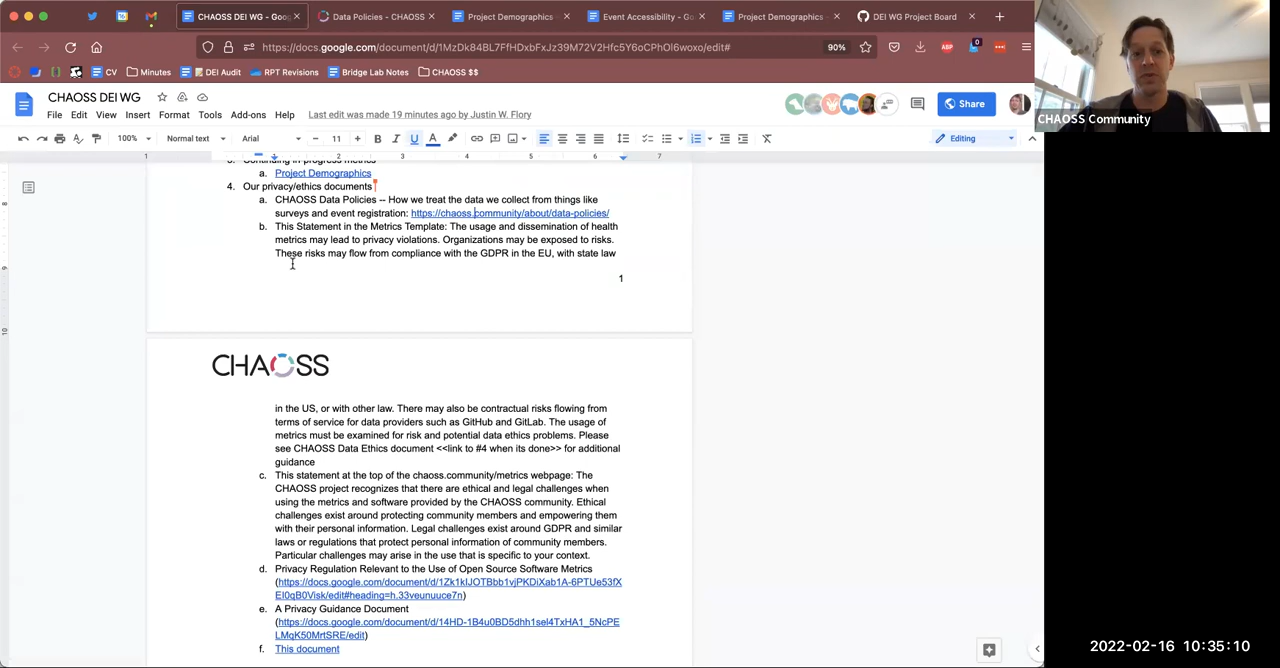 CHAOSS DEI WG - Goo
Data Policies - CHAOSS
Project Demographics -
Event Accessibility - Go
Project Demographics -
DEI WG Project Board
https://docs.google.com/document/d/1MzDk84BL7FfHDxbFxJz39M72V2Hfc5Y6oCPhOI6woxo/edit#
90%
CV
Minutes
DEI Audit
RPT Revisions
Bridge Lab Notes
CHAOSS $$
CHAOSS Community
CHAOSS DEI WG
File Edit View Insert Format Tools Add-ons Help
Last edit was made 19 minutes ago by Justin W. Flory
Share
100% Normal text Arial 11 B I U A Editing
1 2 3 4 5 6 7
a. Project Demographics
4. Our privacy/ethics documents
a. CHAOSS Data Policies -- How we treat the data we collect from things like
surveys and event registration: https://chaoss.community/about/data-policies/
b. This Statement in the Metrics Template: The usage and dissemination of health
metrics may lead to privacy violations. Organizations may be exposed to risks.
These risks may flow from compliance with the GDPR in the EU, with state law
1
CHAOSS
in the US, or with other law. There may also be contractual risks flowing from
terms of service for data providers such as GitHub and GitLab. The usage of
metrics must be examined for risk and potential data ethics problems. Please
see CHAOSS Data Ethics document <<link to #4 when its done>> for additional
guidance
c. This statement at the top of the chaoss.community/metrics webpage: The
CHAOSS project recognizes that there are ethical and legal challenges when
using the metrics and software provided by the CHAOSS community. Ethical
challenges exist around protecting community members and empowering them
with their personal information. Legal challenges exist around GDPR and similar
laws or regulations that protect personal information of community members.
Particular challenges may arise in the use that is specific to your context.
d. Privacy Regulation Relevant to the Use of Open Source Software Metrics
(https://docs.google.com/document/d/1Zk1kIJOTBbb1vjPKDiXab1A-6PTUe53fX
EI0qB0Visk/edit#heading=h.33veunuuce7n)
e. A Privacy Guidance Document
(https://docs.google.com/document/d/14HD-1B4u0BD5dhh1sel4TxHA1_5NcPE
LMqK50MrtSRE/edit)
f. This document
2022-02-16 10:35:10